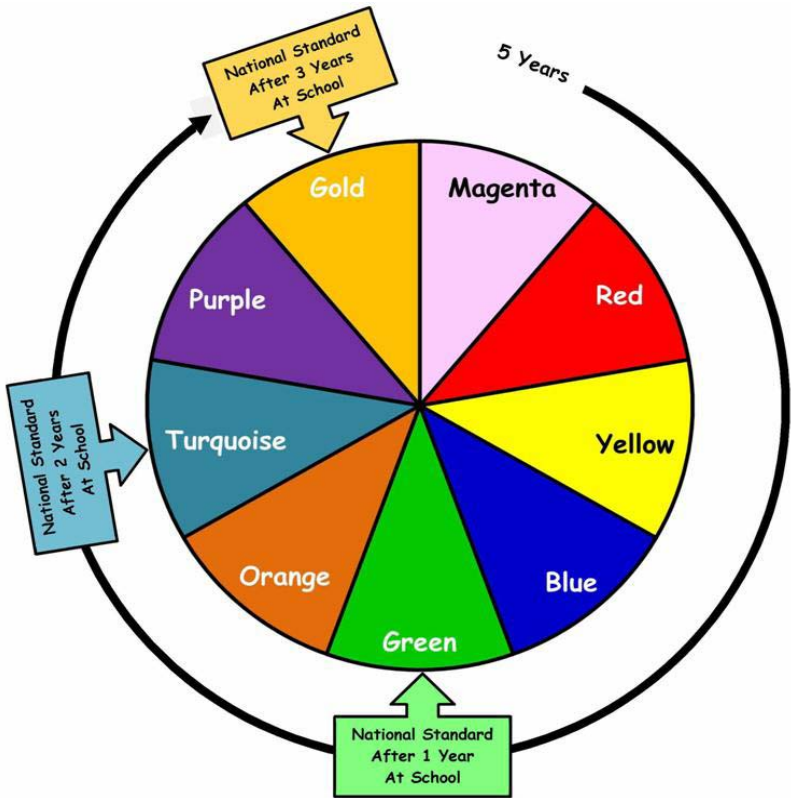 National Standard
After 3 Years
At School
5 Years
Gold
Magenta
Purple
Red
Turquoise
Yellow
National Standard
After 2 Years
At School
Orange
Blue
Green
National Standard
After 1 Year
At School